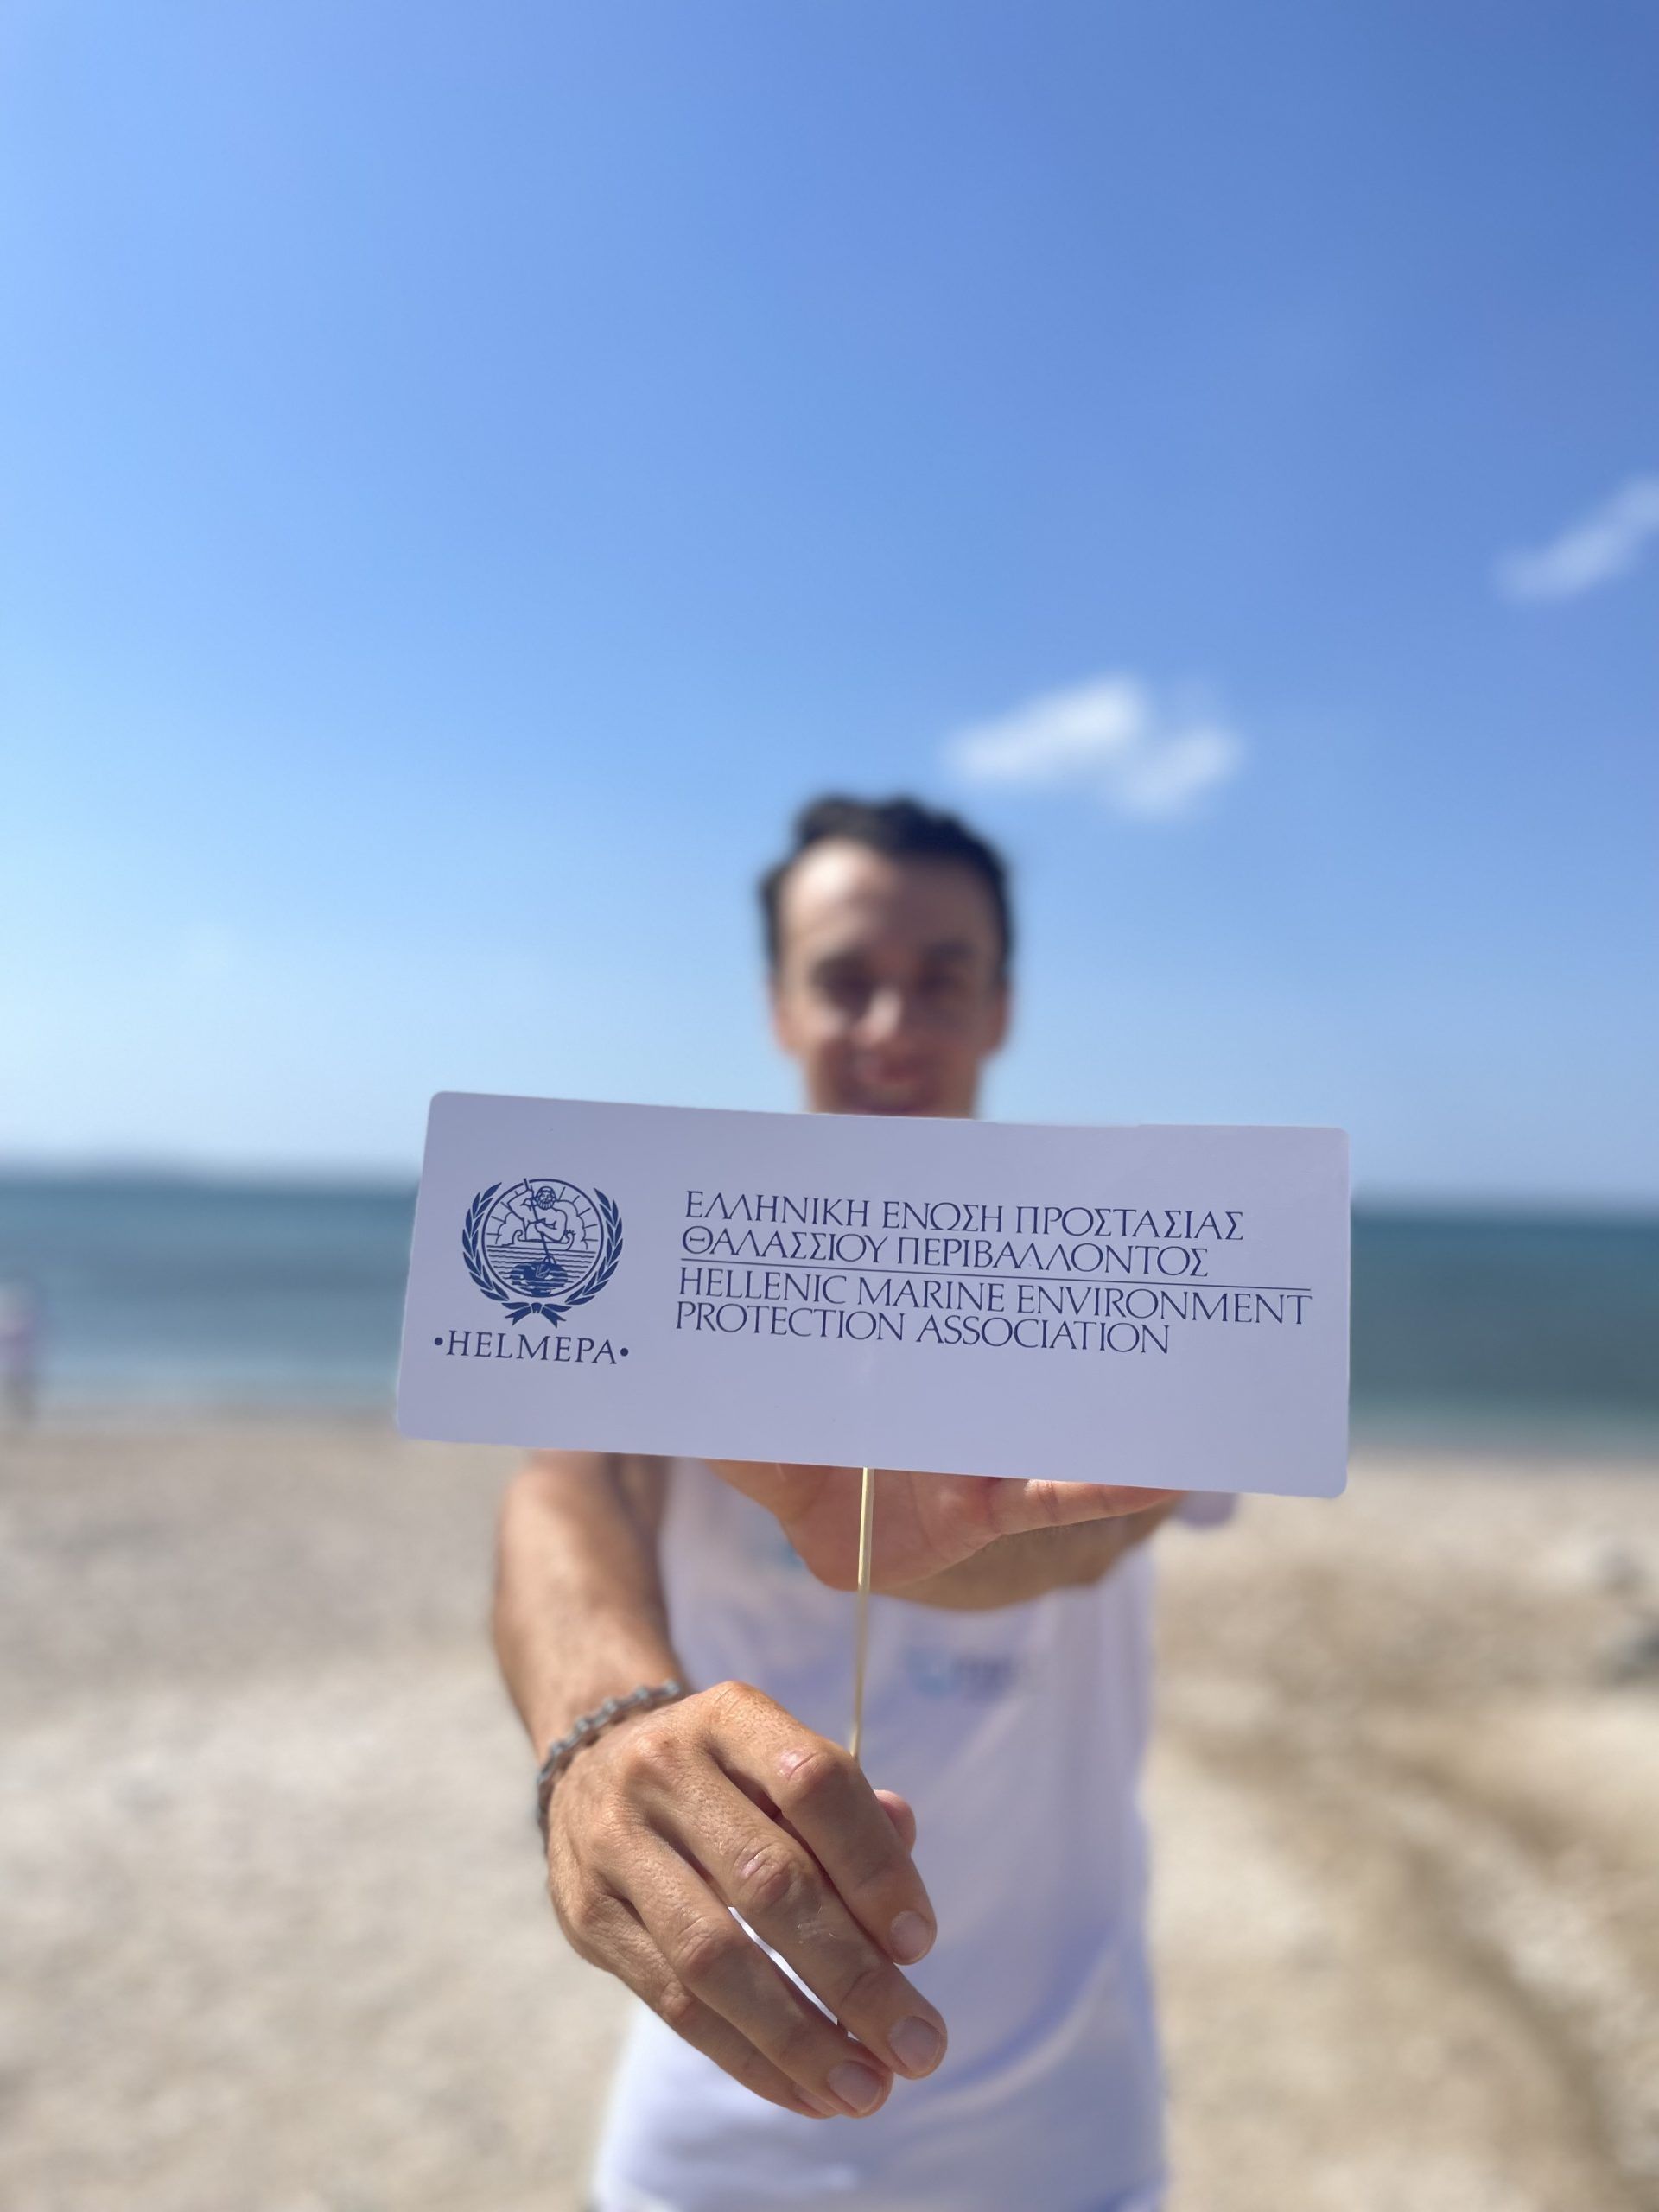 ΕΛΛΗΝΙΚΗ ΕΝΩΣΗ ΠΡΟΣΤΑΣΙΑΣ
ΘΑΛΑΣΣΙΟΥ ΠΕΡΙΒΑΛΛΟΝΤΟΣ
HELLENIC MARINE ENVIRONMENT
PROTECTION ASSOCIATION
•HELMEPA•